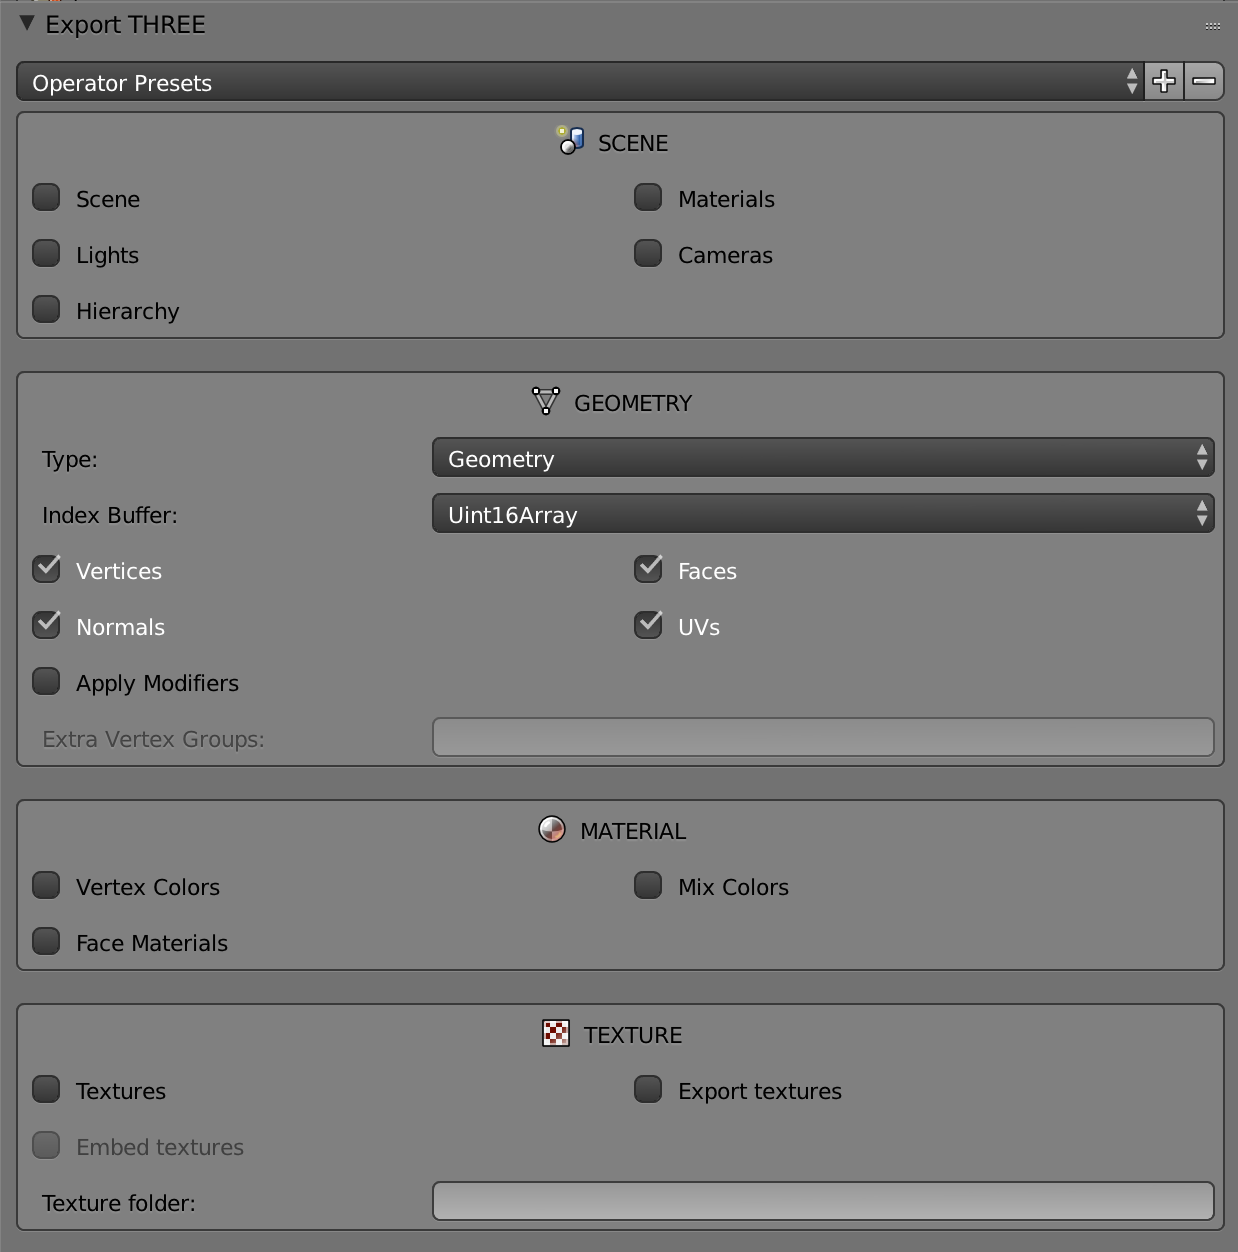 Export THREE
Operator Presets
SCENE
Scene
Materials
Lights
Cameras
Hierarchy
GEOMETRY
Type:
Geometry
Index Buffer:
Uint16Array
Vertices
Faces
Normals
UVs
Apply Modifiers
Extra Vertex Groups:
MATERIAL
Vertex Colors
Mix Colors
Face Materials
TEXTURE
Textures
Export textures
Embed textures
Texture folder: